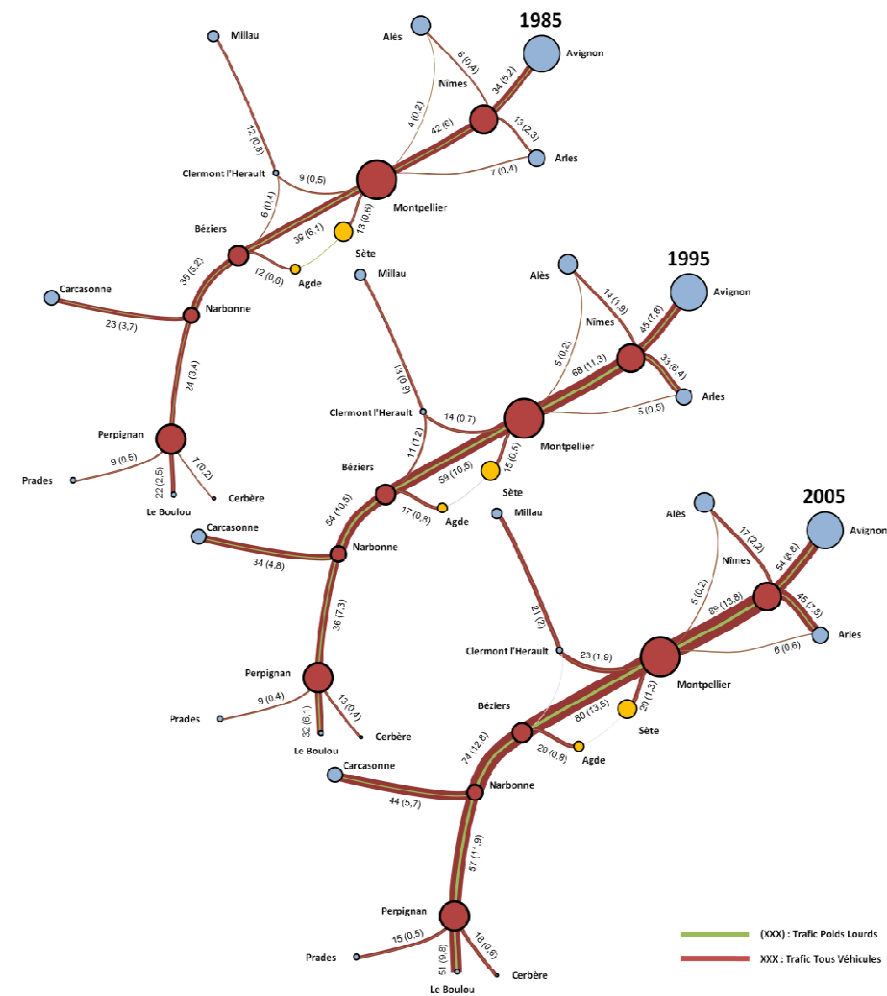 1985
Millau
Alès
Avignon
6 (0,4)
34 (5,2)
Nîmes
4 (0,2)
42 (6)
13 (2,3)
12 (0,8)
Arles
7 (0,4)
Clermont l'Herault
9 (0,5)
Montpellier
6 (0,4)
13 (0,6)
39 (6,1)
Béziers
Sète
12 (0,6)
Agde
35 (5,2)
Carcasonne
23 (3,7)
Narbonne
24 (3,4)
Perpignan
9 (0,5)
7 (0,2)
22 (2,5)
Prades
Cerbère
Le Boulou
1995
Millau
Alès
Avignon
14 (1,9)
45 (7,8)
Nîmes
5 (0,2)
68 (11,3)
33 (6,4)
13 (0,9)
Arles
5 (0,5)
Clermont l'Herault
14 (0,7)
Montpellier
11 (1,2)
15 (0,5)
59 (10,6)
Béziers
Sète
17 (0,8)
Agde
54 (10,5)
Carcasonne
34 (4,8)
Narbonne
36 (7,3)
Perpignan
9 (0,4)
13 (0,4)
32 (6,1)
Prades
Cerbère
Le Boulou
2005
Millau
Alès
Avignon
17 (2,2)
54 (8,8)
Nîmes
5 (0,2)
89 (13,8)
45 (7,5)
21 (2)
Arles
6 (0,6)
Clermont l'Herault
23 (1,9)
Montpellier
20 (1,3)
80 (13,5)
Béziers
Sète
20 (0,8)
Agde
74 (12,8)
Carcasonne
44 (5,7)
Narbonne
57 (11,9)
Perpignan
15 (0,5)
18 (0,6)
51 (9,8)
Prades
Cerbère
Le Boulou
(XXX) : Trafic Poids Lourds
XXX : Trafic Tous Véhicules